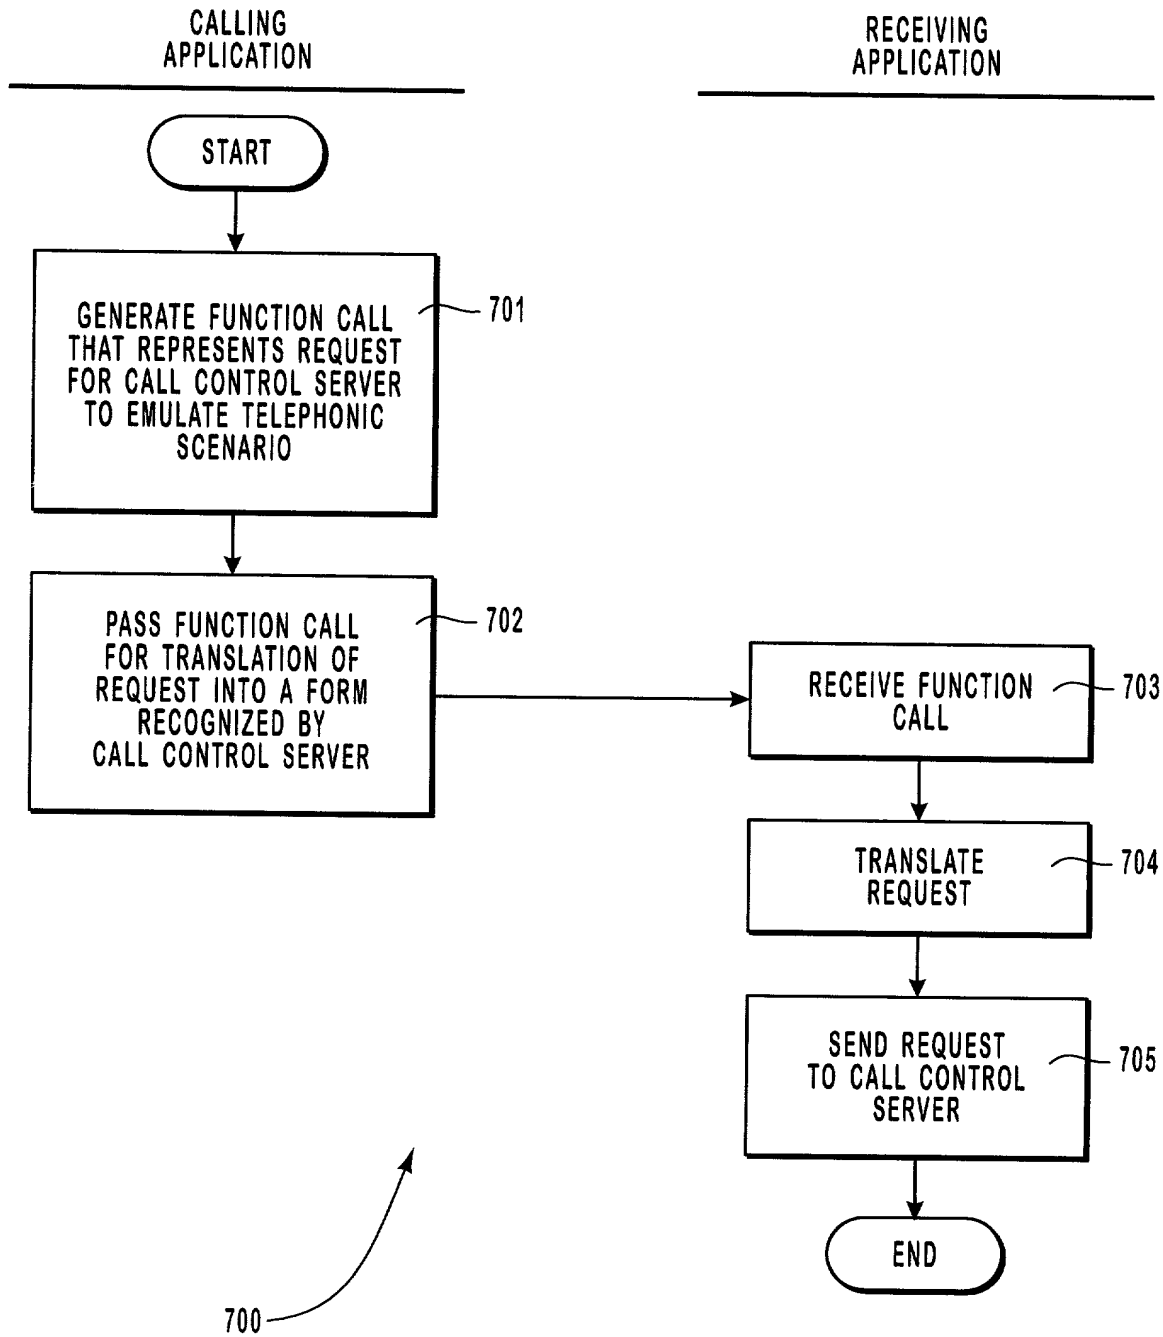 CALLING
APPLICATION
RECEIVING
APPLICATION
START
GENERATE FUNCTION CALL
THAT REPRESENTS REQUEST
FOR CALL CONTROL SERVER
TO EMULATE TELEPHONIC
SCENARIO
701
PASS FUNCTION CALL
FOR TRANSLATION OF
REQUEST INTO A FORM
RECOGNIZED BY
CALL CONTROL SERVER
702
RECEIVE FUNCTION
CALL
703
TRANSLATE
REQUEST
704
SEND REQUEST
TO CALL CONTROL
SERVER
705
END
700